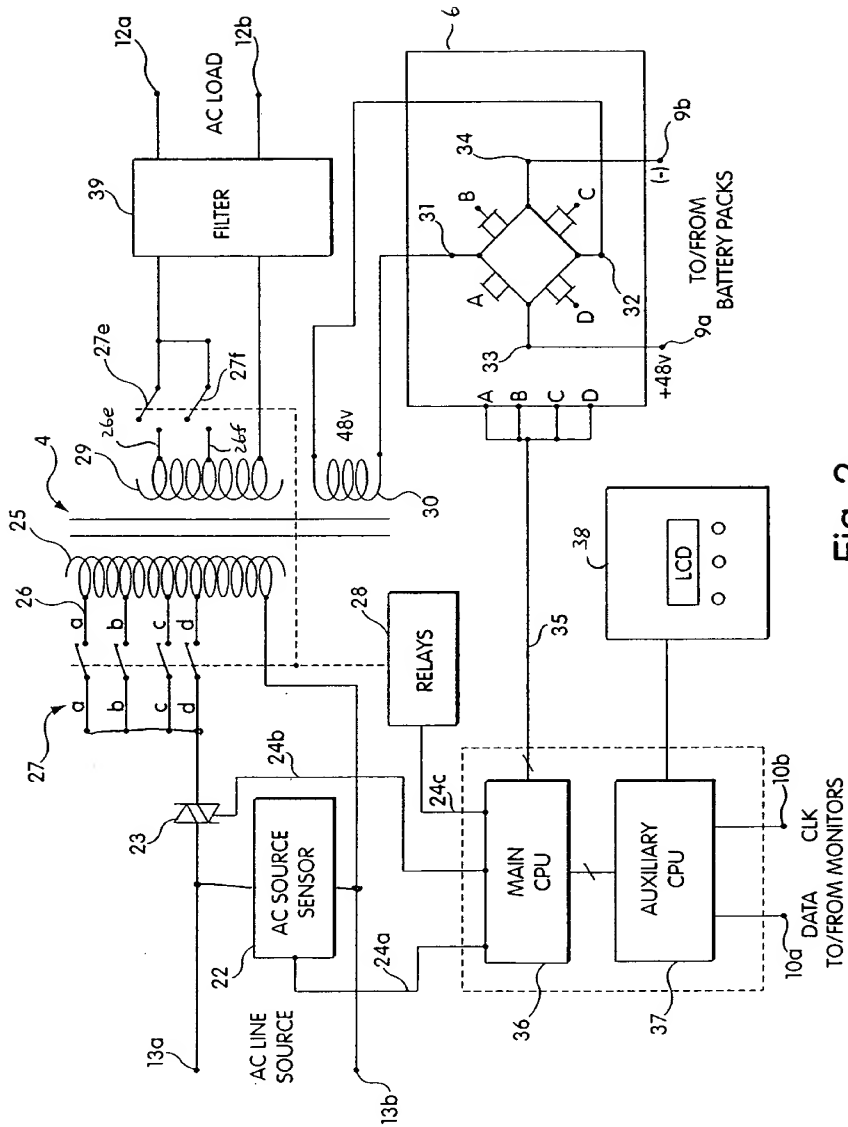 13a
AC LINE
SOURCE
13b
22
AC SOURCE
SENSOR
23
24a
24b
24c
27
a
b
c
d
a
b
c
d
26
25
4
29
26e
26f
27e
27f
39
FILTER
AC LOAD
12a
12b
28
RELAYS
48v
30
6
31
32
33
34
A
B
C
D
A
B
C
D
+48v
9a
(-)
9b
TO/FROM
BATTERY PACKS
35
36
MAIN
CPU
37
AUXILIARY
CPU
38
LCD
10a
DATA
CLK
10b
TO/FROM MONITORS
Fig. 2